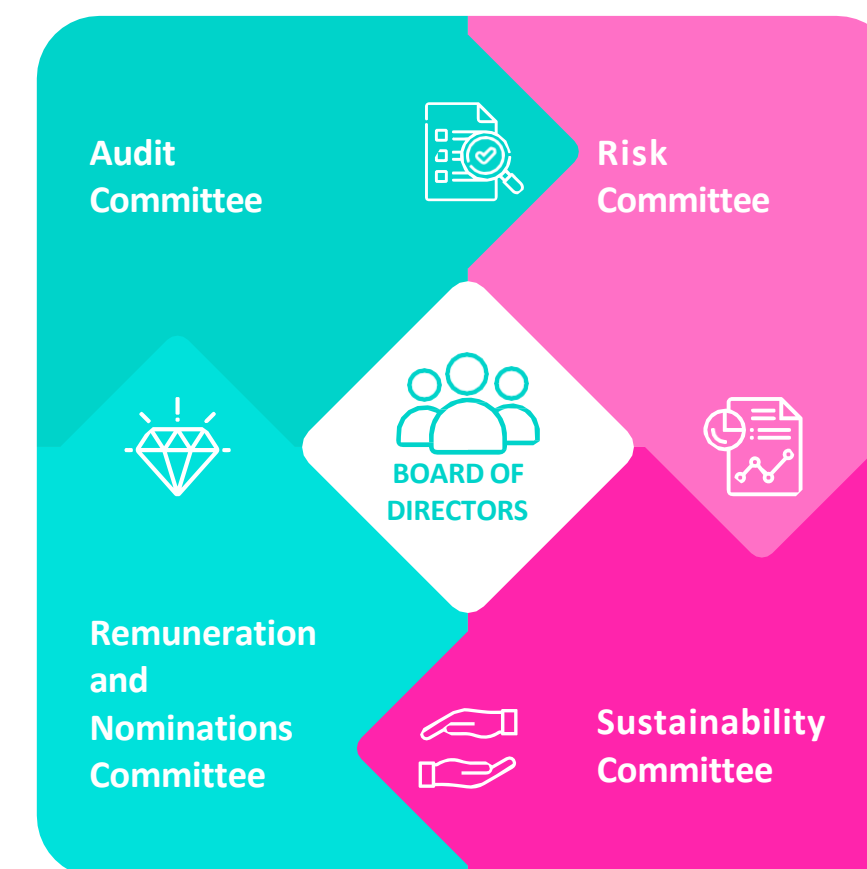 Audit
Committee
Risk
Committee
BOARD OF
DIRECTORS
Remuneration
and
Nominations
Committee
Sustainability
Committee